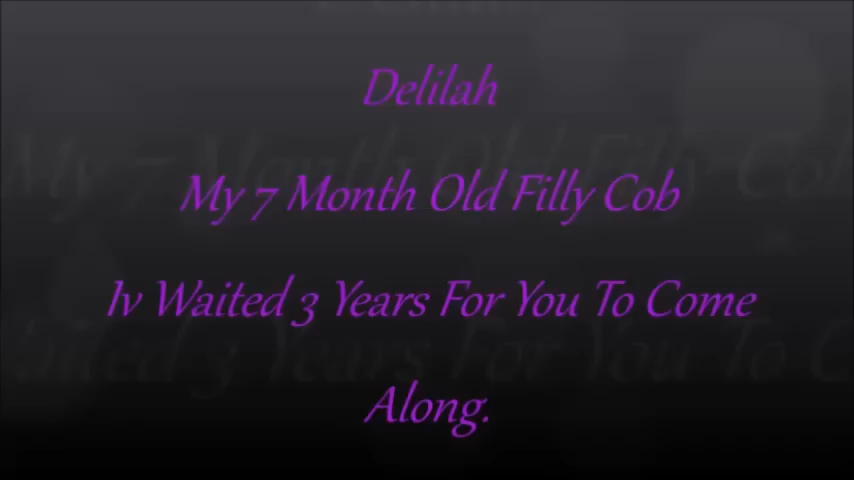 Delilah
My 7 Month Old Filly Cob
Iv Waited 3 Years For You To Come
Along.